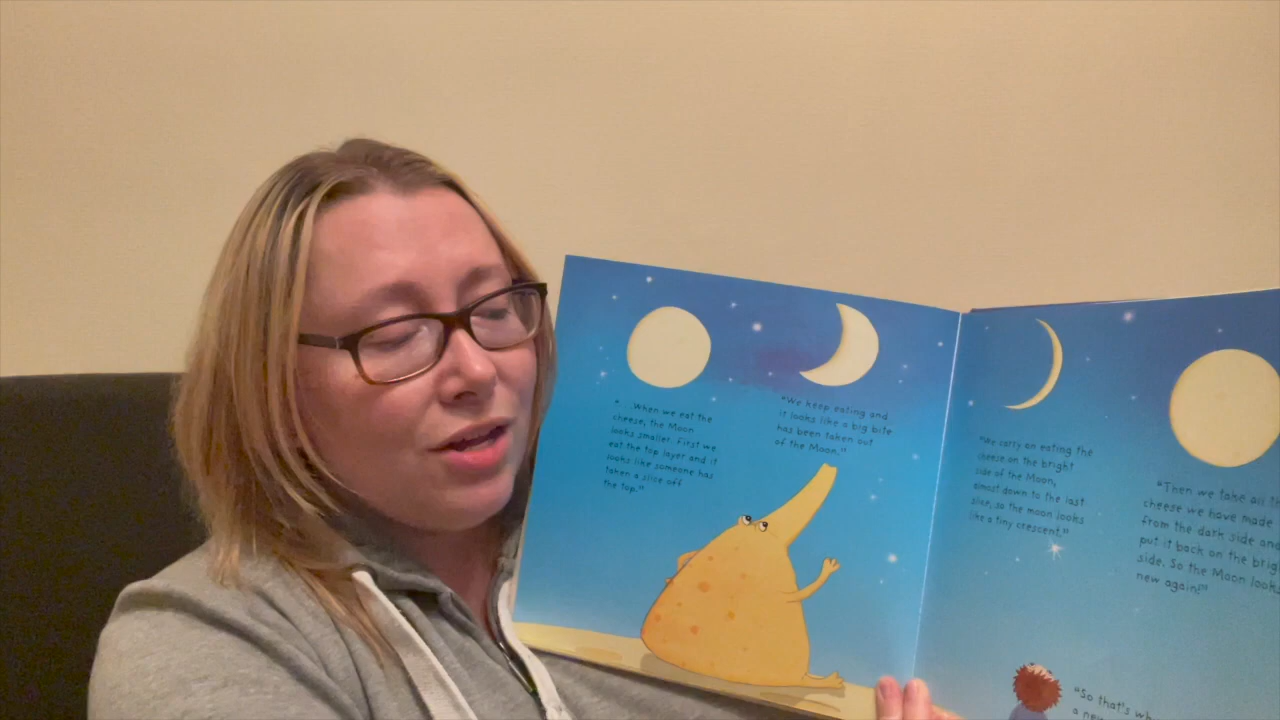 "...When we eat the
cheese, the Moon
looks smaller. First we
eat the top layer and it
looks like someone has
taken a slice off
the top."
"We keep eating and
it looks like a big bite
has been taken out
of the Moon."
"We carry on eating the
cheese on the bright
side of the Moon,
almost down to the last
slice, so the moon looks
like a tiny crescent."
"Then we take all
cheese we have made
from the dark side and
put it back on the
side. So the Moon looks
new again."
"So that's
a new